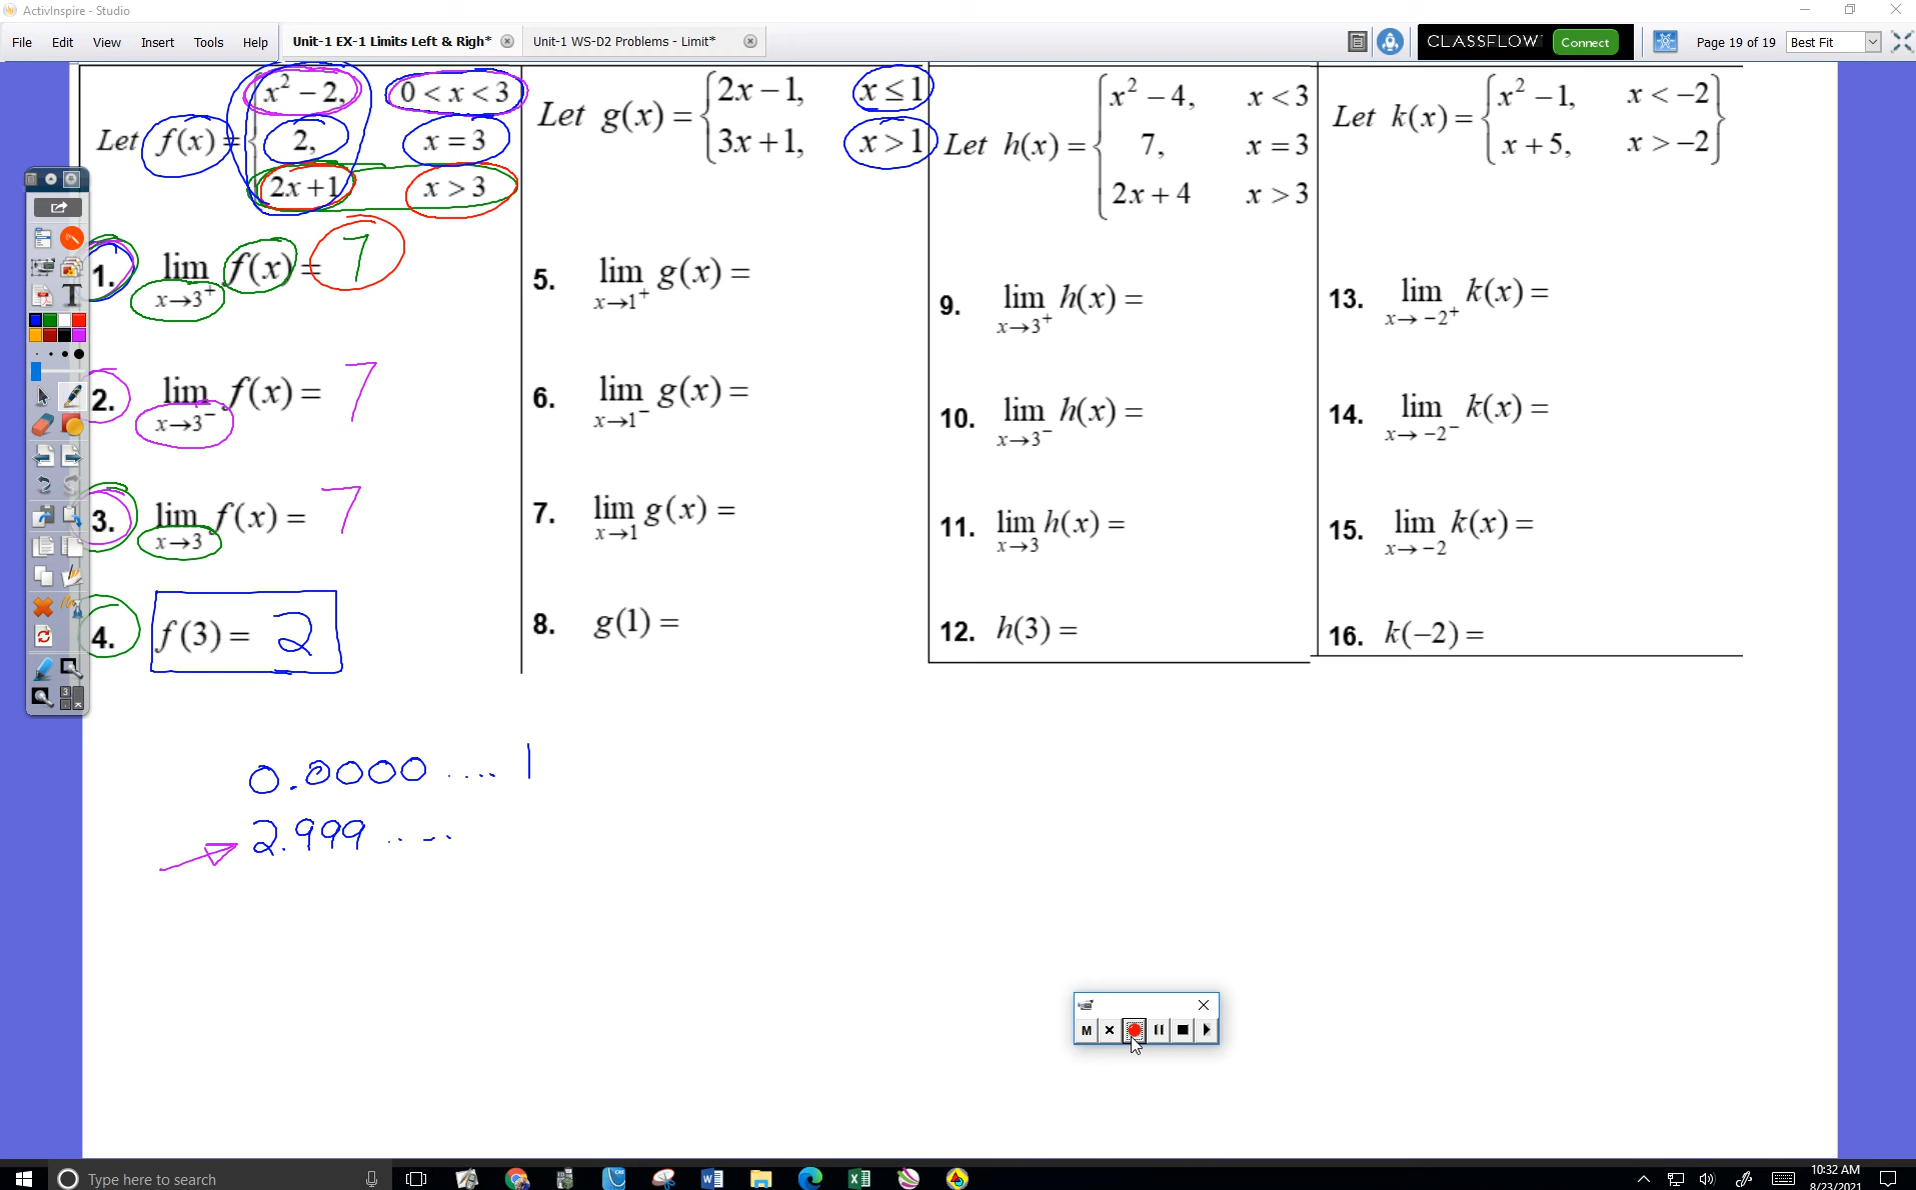 ActivInspire - Studio
File Edit View Insert Tools Help
Unit-1 EX-1 Limits Left & Righ*
Unit-1 WS-D2 Problems - Limit*
CLASSFLOW Connect
Page 19 of 19
Best Fit
Let f(x) = { x² − 2, 0 < x < 3
2, x = 3
2x + 1 x > 3
1. lim x→3⁺ f(x) = 7
2. lim x→3⁻ f(x) = 7
3. lim x→3 f(x) = 7
4. f(3) = 2
Let g(x) = { 2x − 1, x ≤ 1
3x + 1, x > 1
5. lim x→1⁺ g(x) =
6. lim x→1⁻ g(x) =
7. lim x→1 g(x) =
8. g(1) =
Let h(x) = { x² − 4, x < 3
7, x = 3
2x + 4 x > 3
9. lim x→3⁺ h(x) =
10. lim x→3⁻ h(x) =
11. lim x→3 h(x) =
12. h(3) =
Let k(x) = { x² − 1, x < −2
x + 5, x > −2 }
13. lim x→ −2⁺ k(x) =
14. lim x→ −2⁻ k(x) =
15. lim x→ −2 k(x) =
16. k(−2) =
0.0000 .... 1
2.999 .....
M
Type here to search
10:32 AM
8/23/2021